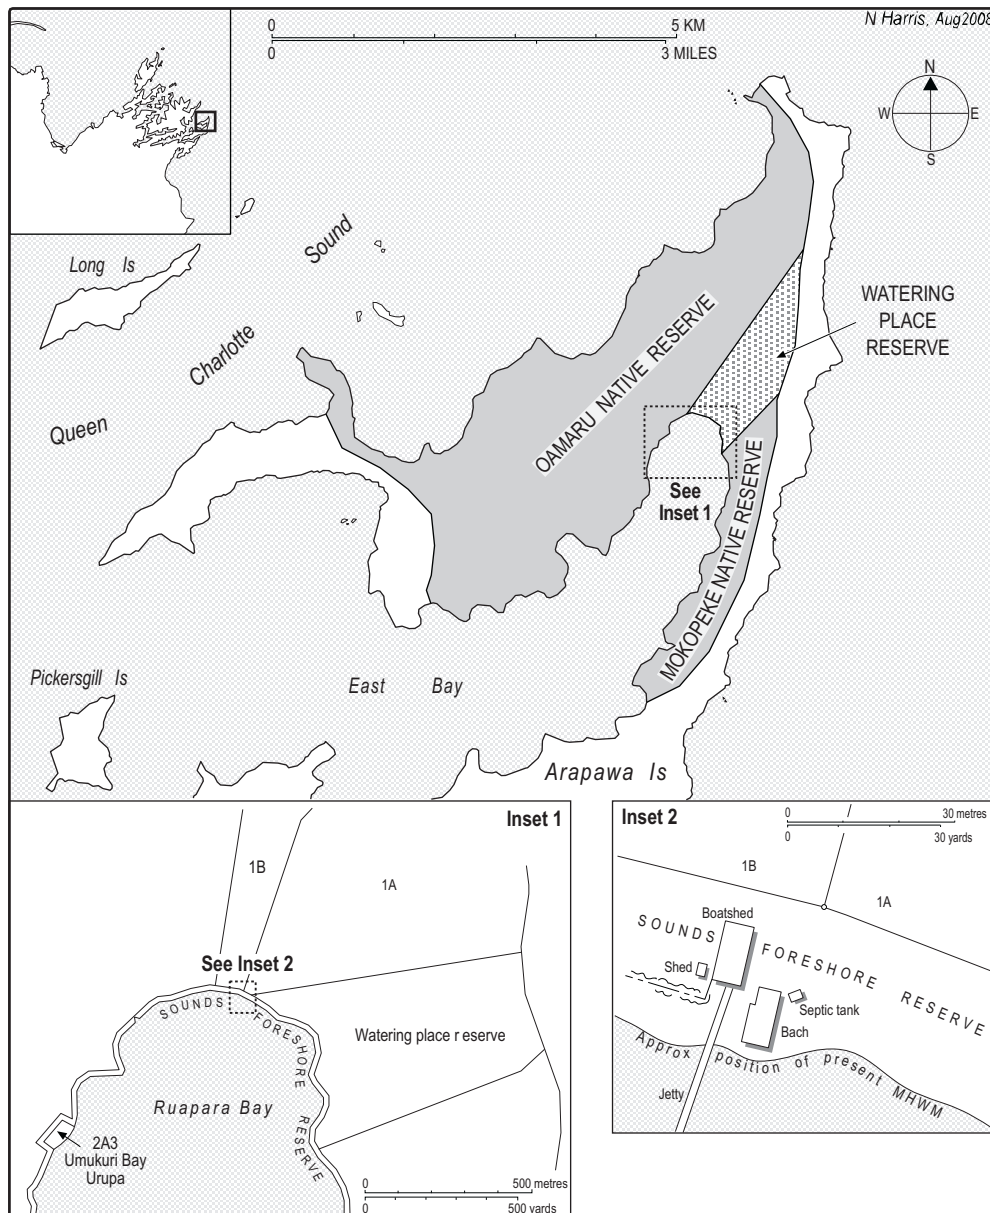 N Harris, Aug 2008
0 5 KM
0 3 MILES
N
W E
S
Long Is
Sound
Charlotte
Queen
WATERING
PLACE
RESERVE
OAMARU NATIVE RESERVE
See
Inset 1
MOKOPEKE NATIVE RESERVE
Pickersgill Is
East Bay
Arapawa Is
Inset 1
1B
1A
See Inset 2
SOUNDS FORESHORE RESERVE
Watering place r eserve
Ruapara Bay
2A3
Umukuri Bay
Urupa
0 500 metres
0 500 yards
Inset 2
0 30 metres
0 30 yards
1B
1A
Boatshed
SOUNDS FORESHORE RESERVE
Shed
Septic tank
Bach
Approx position of present MHWM
Jetty